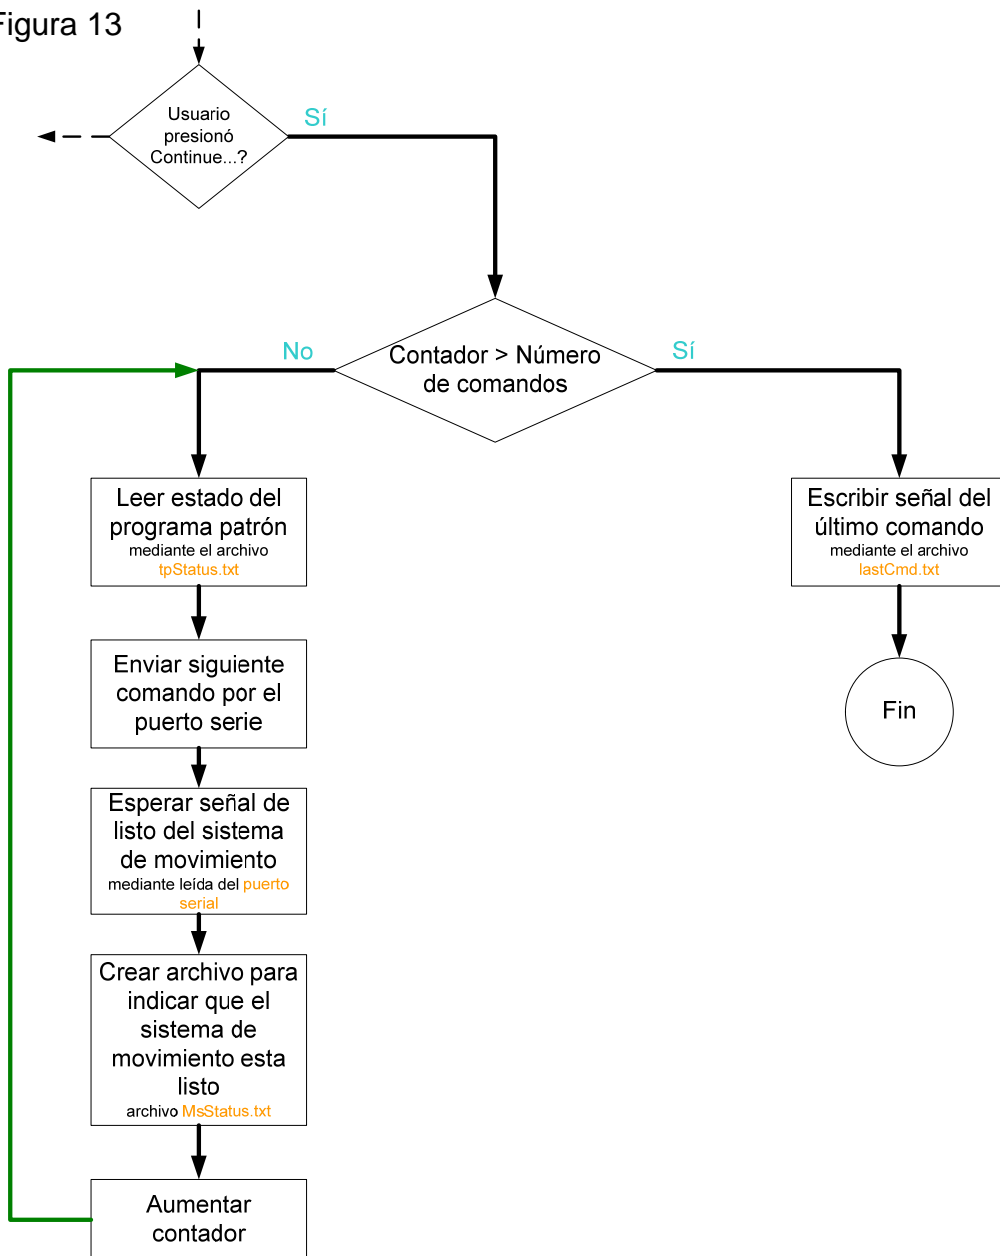 Figura 13
Usuario
presionó
Continue...?
Sí
Contador > Número
de comandos
No
Sí
Leer estado del
programa patrón
mediante el archivo
tpStatus.txt
Enviar siguiente
comando por el
puerto serie
Esperar señal de
listo del sistema
de movimiento
mediante leída del puerto
serial
Crear archivo para
indicar que el
sistema de
movimiento esta
listo
archivo MsStatus.txt
Aumentar
contador
Escribir señal del
último comando
mediante el archivo
lastCmd.txt
Fin